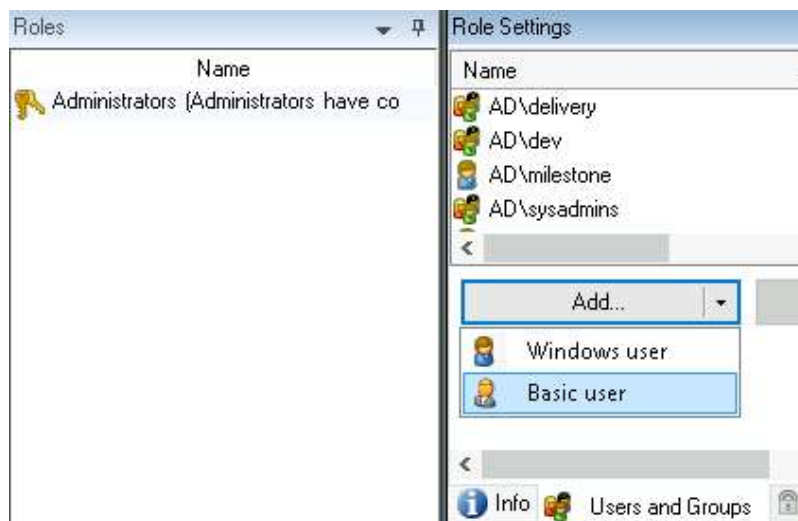 Roles
Name
Administrators (Administrators have co
Role Settings
Name
AD\delivery
AD\dev
AD\milestone
AD\sysadmins
Add...
Windows user
Basic user
Info
Users and Groups